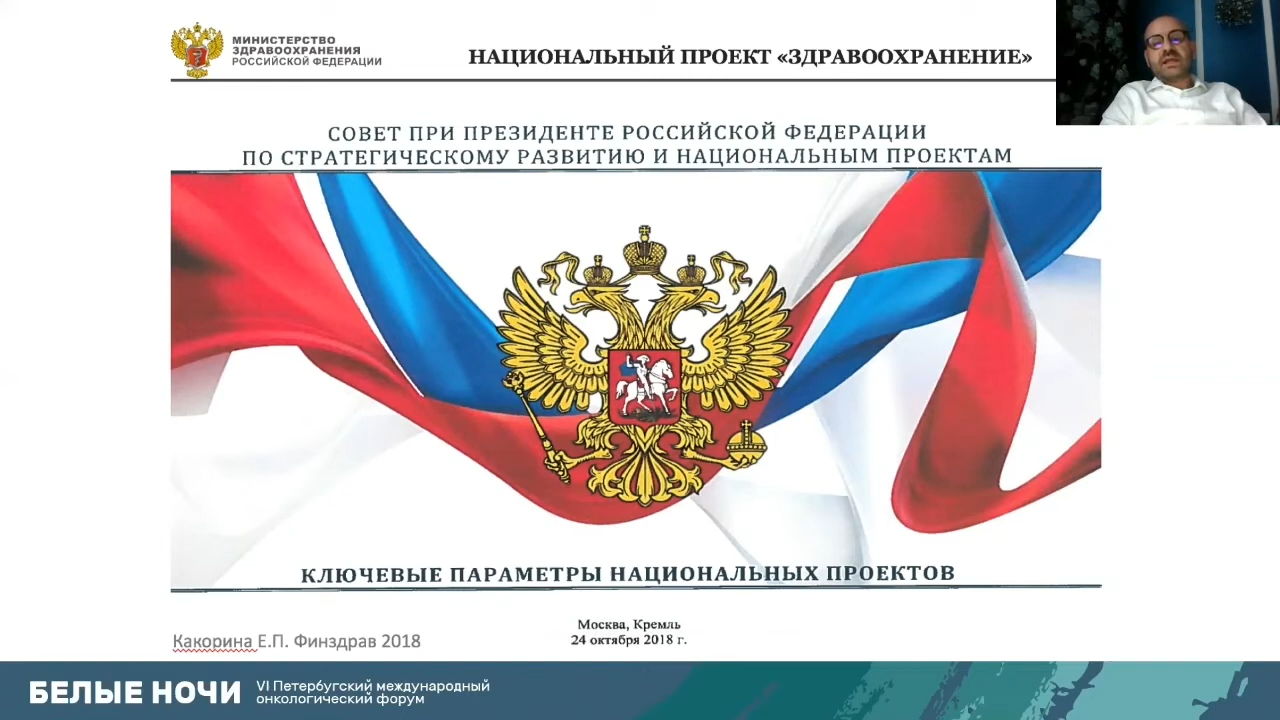 МИНИСТЕРСТВО
ЗДРАВООХРАНЕНИЯ
РОССИЙСКОЙ ФЕДЕРАЦИИ
НАЦИОНАЛЬНЫЙ ПРОЕКТ «ЗДРАВООХРАНЕНИЕ»
СОВЕТ ПРИ ПРЕЗИДЕНТЕ РОССИЙСКОЙ ФЕДЕРАЦИИ
ПО СТРАТЕГИЧЕСКОМУ РАЗВИТИЮ И НАЦИОНАЛЬНЫМ ПРОЕКТАМ
КЛЮЧЕВЫЕ ПАРАМЕТРЫ НАЦИОНАЛЬНЫХ ПРОЕКТОВ
Москва, Кремль
24 октября 2018 г.
Какорина Е.П. Финздрав 2018
БЕЛЫЕ НОЧИ
VI Петербургский международный
онкологический форум